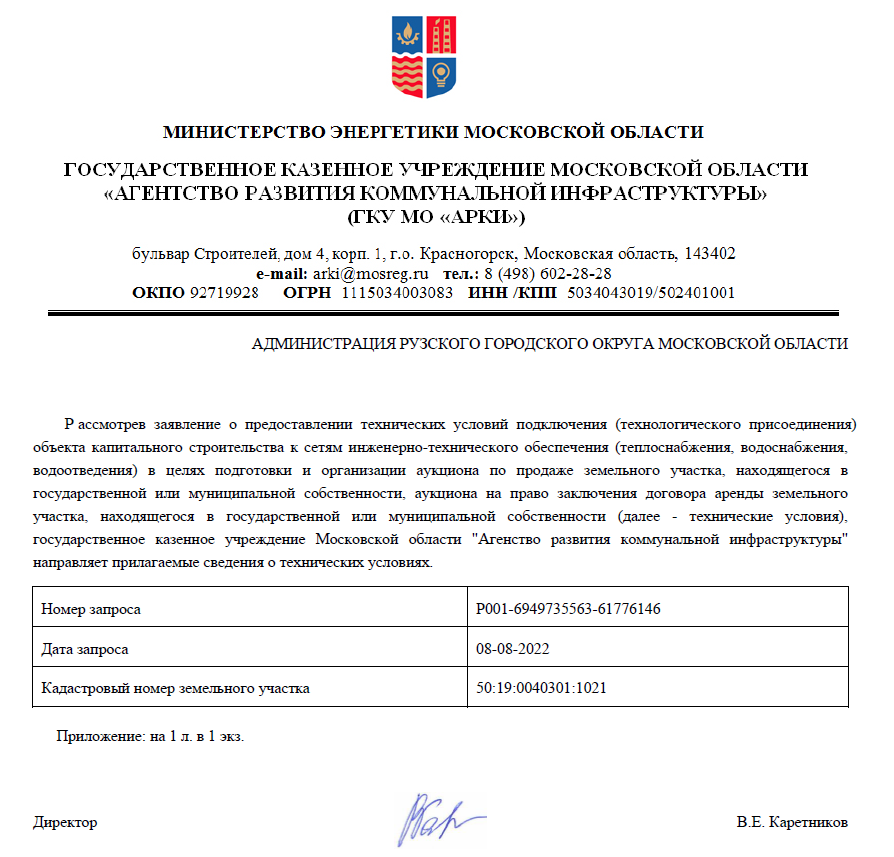 МИНИСТЕРСТВО ЭНЕРГЕТИКИ МОСКОВСКОЙ ОБЛАСТИ
ГОСУДАРСТВЕННОЕ КАЗЕННОЕ УЧРЕЖДЕНИЕ МОСКОВСКОЙ ОБЛАСТИ
«АГЕНТСТВО РАЗВИТИЯ КОММУНАЛЬНОЙ ИНФРАСТРУКТУРЫ»
(ГКУ МО «АРКИ»)
бульвар Строителей, дом 4, корп. 1, г.о. Красногорск, Московская область, 143402
e-mail: arki@mosreg.ru тел.: 8 (498) 602-28-28
ОКПО 92719928 ОГРН 1115034003083 ИНН /КПП 5034043019/502401001
АДМИНИСТРАЦИЯ РУЗСКОГО ГОРОДСКОГО ОКРУГА МОСКОВСКОЙ ОБЛАСТИ
Р ассмотрев заявление о предоставлении технических условий подключения (технологического присоединения)
объекта капитального строительства к сетям инженерно-технического обеспечения (теплоснабжения, водоснабжения,
водоотведения) в целях подготовки и организации аукциона по продаже земельного участка, находящегося в
государственной или муниципальной собственности, аукциона на право заключения договора аренды земельного
участка, находящегося в государственной или муниципальной собственности (далее - технические условия),
государственное казенное учреждение Московской области "Агенство развития коммунальной инфраструктуры"
направляет прилагаемые сведения о технических условиях.
Номер запроса P001-6949735563-61776146
Дата запроса 08-08-2022
Кадастровый номер земельного участка 50:19:0040301:1021
Приложение: на 1 л. в 1 экз.
Директор В.Е. Каретников